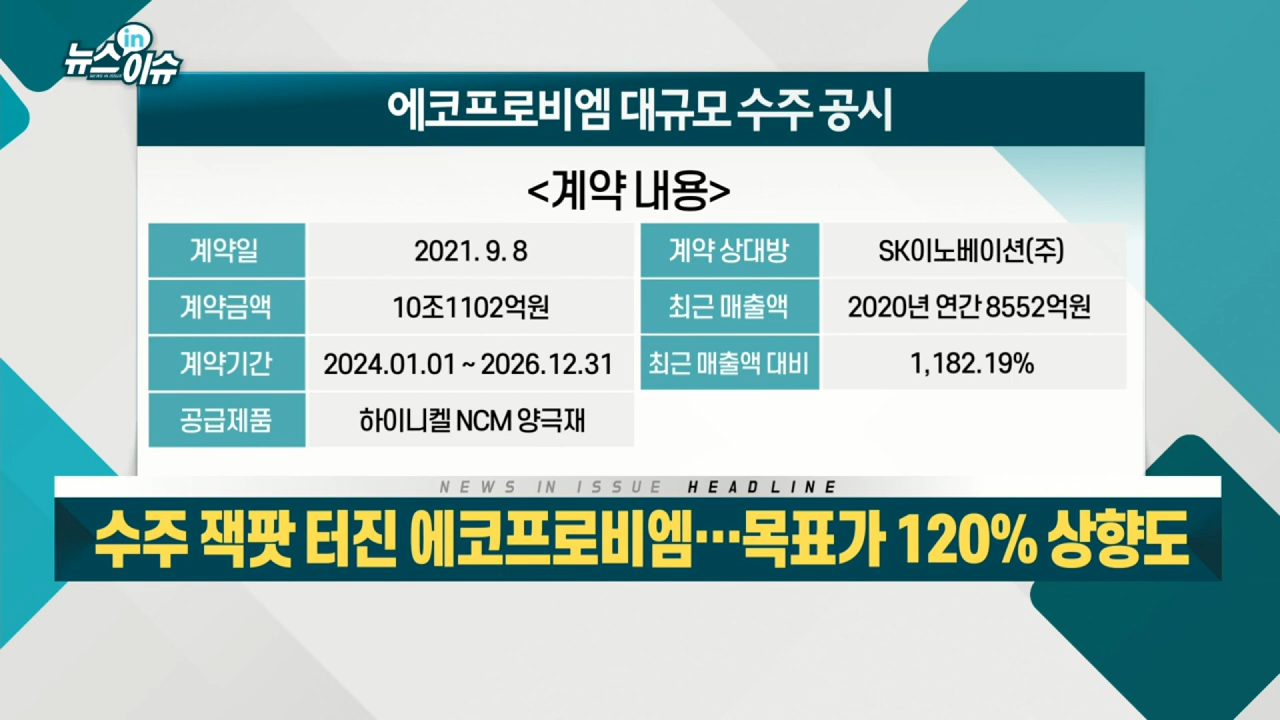 뉴스in이슈
NEWS IN ISSUE
에코프로비엠 대규모 수주 공시
<계약 내용>
계약일 2021. 9. 8 계약 상대방 SK이노베이션(주)
계약금액 10조1102억원 최근 매출액 2020년 연간 8552억원
계약기간 2024.01.01 ~ 2026.12.31 최근 매출액 대비 1,182.19%
공급제품 하이니켈 NCM 양극재
NEWS IN ISSUE HEADLINE
수주 잭팟 터진 에코프로비엠…목표가 120% 상향도